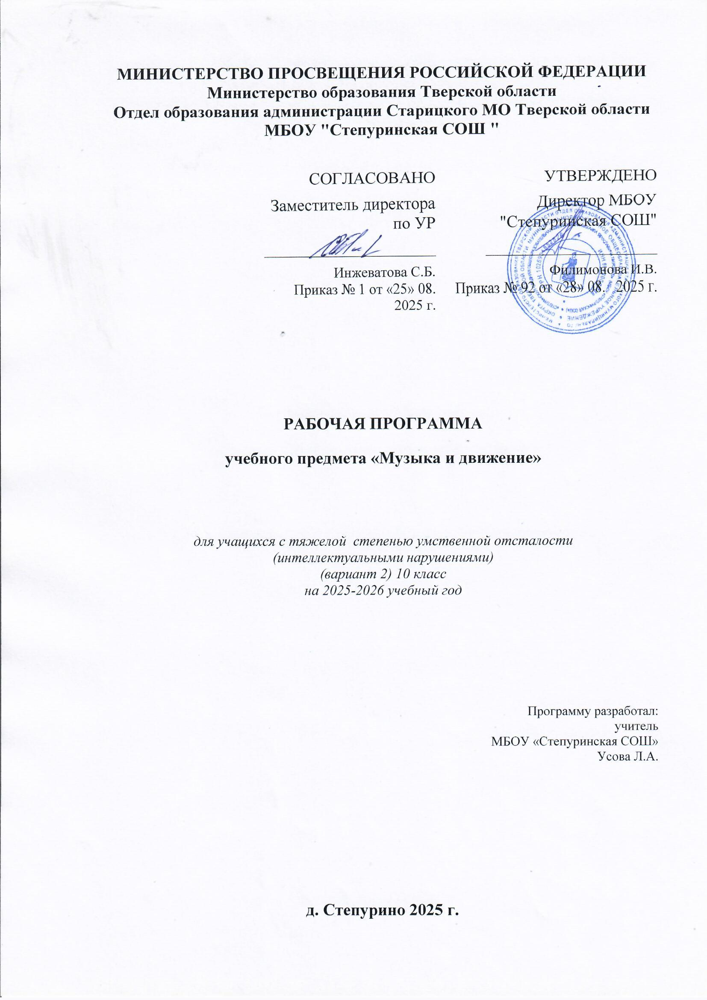 МИНИСТЕРСТВО ПРОСВЕЩЕНИЯ РОССИЙСКОЙ ФЕДЕРАЦИИ
Министерство образования Тверской области
Отдел образования администрации Старицкого МО Тверской области
МБОУ "Степуринская СОШ "
СОГЛАСОВАНО
Заместитель директора
по УР
Инжеватова С.Б.
Приказ № 1 от «25» 08.
2025 г.
УТВЕРЖДЕНО
Директор МБОУ
"Степуринская СОШ"
Филимонова И.В.
Приказ № 92 от «28» 08. 2025 г.
РАБОЧАЯ ПРОГРАММА
учебного предмета «Музыка и движение»
для учащихся с тяжелой степенью умственной отсталости
(интеллектуальными нарушениями)
(вариант 2) 10 класс
на 2025-2026 учебный год
Программу разработал:
учитель
МБОУ «Степуринская СОШ»
Усова Л.А.
д. Степурино 2025 г.